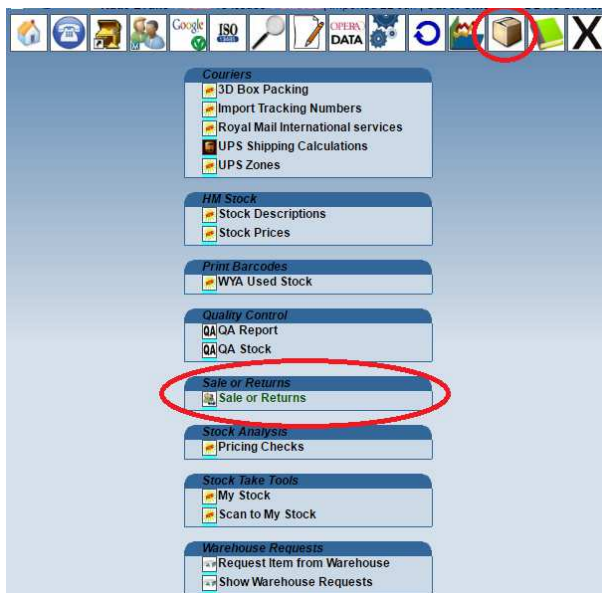 Google
ISO
OPERA
DATA
X
Couriers
3D Box Packing
Import Tracking Numbers
Royal Mail International services
UPS Shipping Calculations
UPS Zones
HM Stock
Stock Descriptions
Stock Prices
Print Barcodes
WYA Used Stock
Quality Control
QA QA Report
QA QA Stock
Sale or Returns
Sale or Returns
Stock Analysis
Pricing Checks
Stock Take Tools
My Stock
Scan to My Stock
Warehouse Requests
Request Item from Warehouse
Show Warehouse Requests